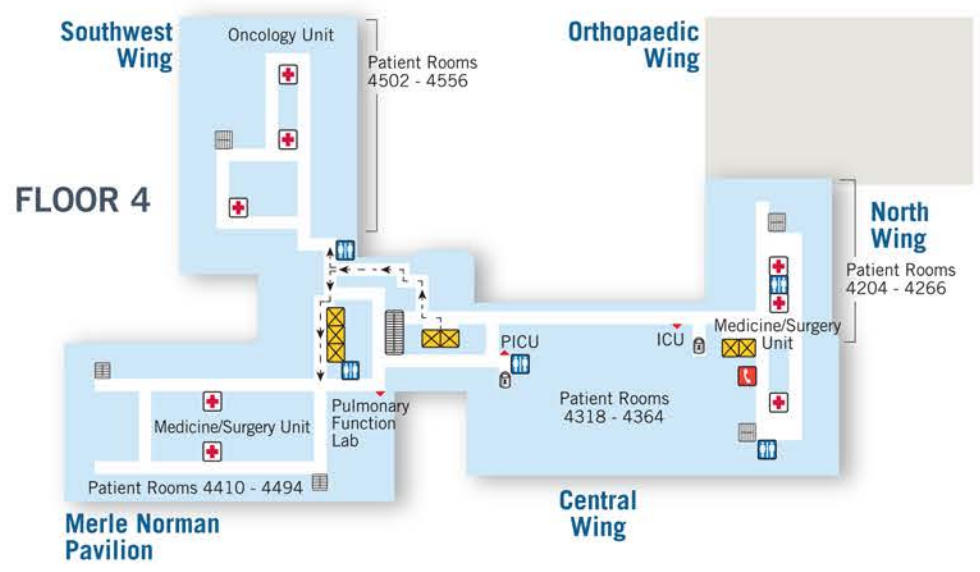 Southwest
Wing
Oncology Unit
Patient Rooms
4502 - 4556
Orthopaedic
Wing
FLOOR 4
North
Wing
Patient Rooms
4204 - 4266
Medicine/Surgery
Unit
PICU
ICU
Patient Rooms
4318 - 4364
Pulmonary
Function
Lab
Medicine/Surgery Unit
Patient Rooms 4410 - 4494
Central
Wing
Merle Norman
Pavilion